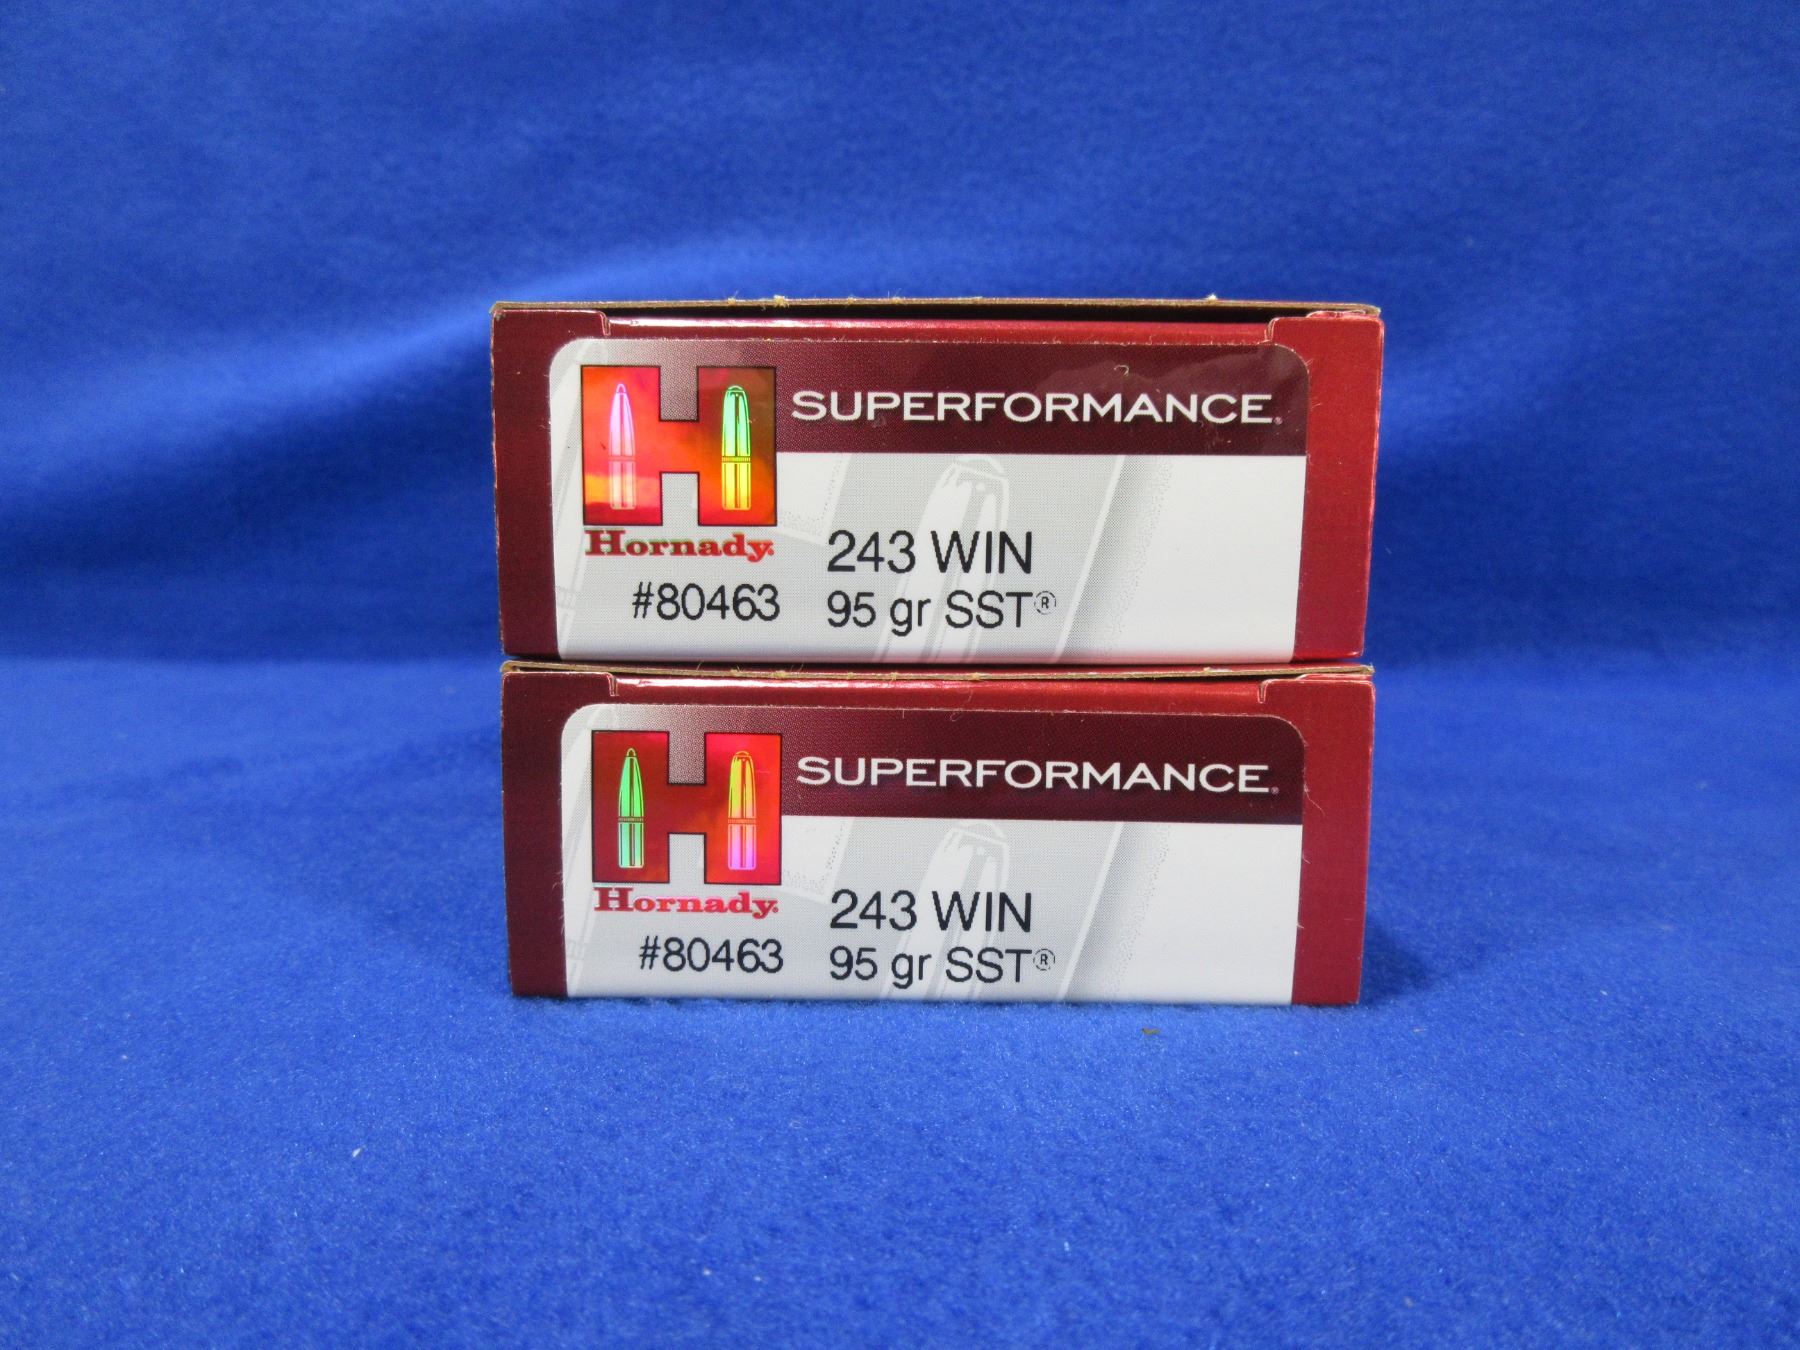 SUPERFORMANCE®
Hornady®
243 WIN
#80463
95 gr SST®
SUPERFORMANCE®
Hornady®
243 WIN
#80463
95 gr SST®